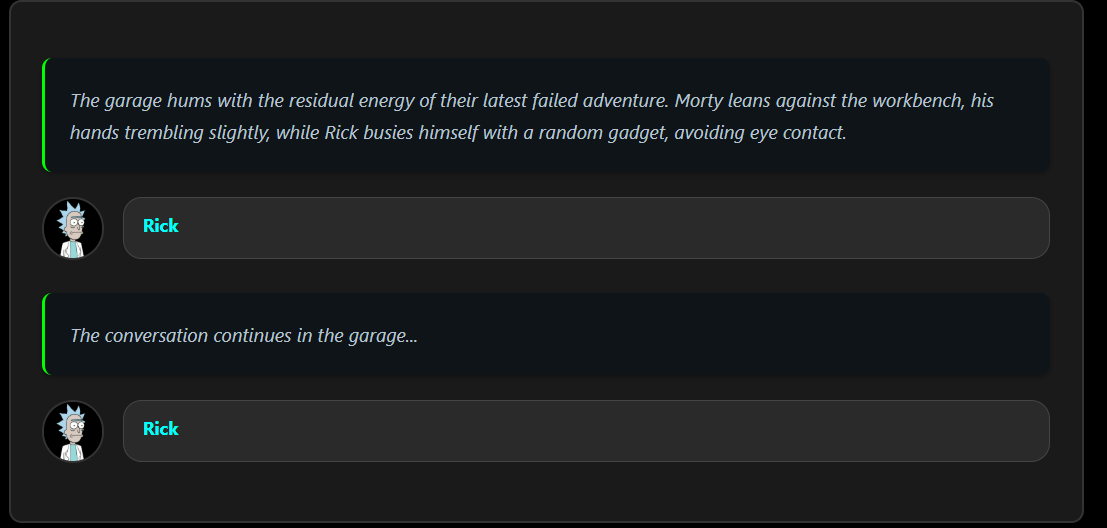 The garage hums with the residual energy of their latest failed adventure. Morty leans against the workbench, his
hands trembling slightly, while Rick busies himself with a random gadget, avoiding eye contact.
Rick
The conversation continues in the garage...
Rick